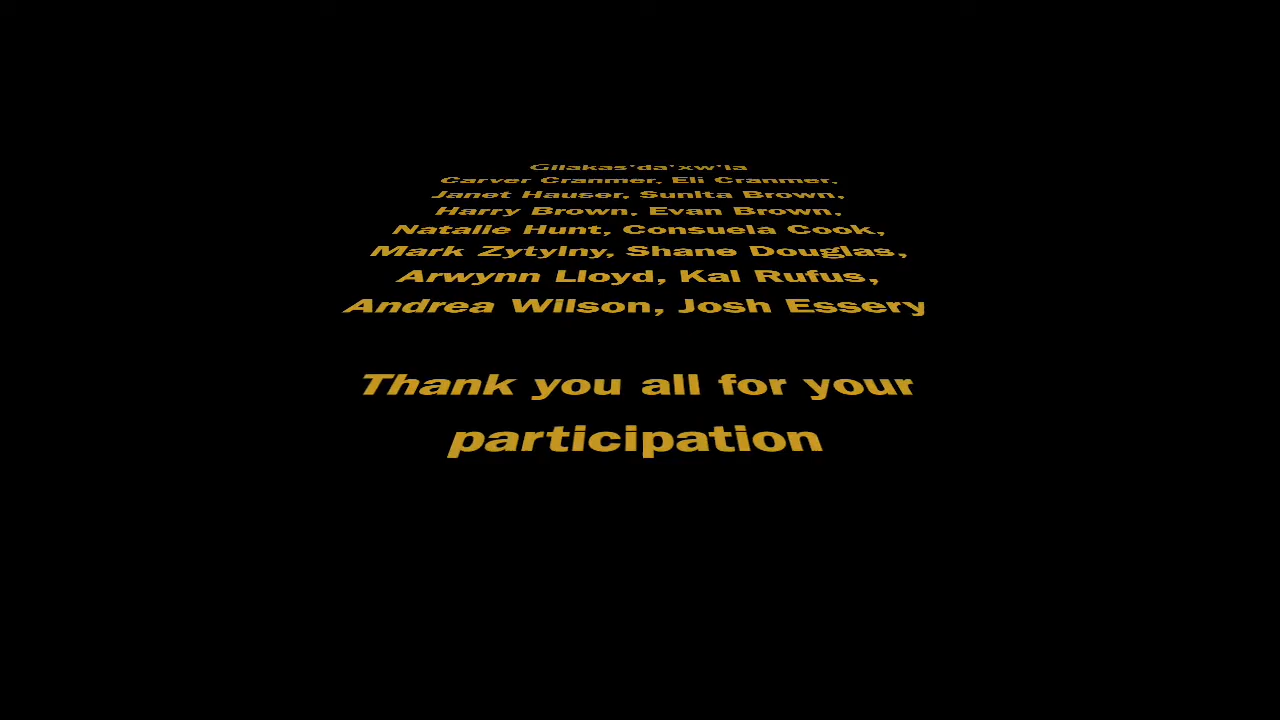 Gilakas'da'xw'la
Carver Cranmer, Eli Cranmer,
Janet Hauser, Sunita Brown,
Harry Brown, Evan Brown,
Natalie Hunt, Consuela Cook,
Mark Zytylny, Shane Douglas,
Arwynn Lloyd, Kal Rufus,
Andrea Wilson, Josh Essery
Thank you all for your
participation